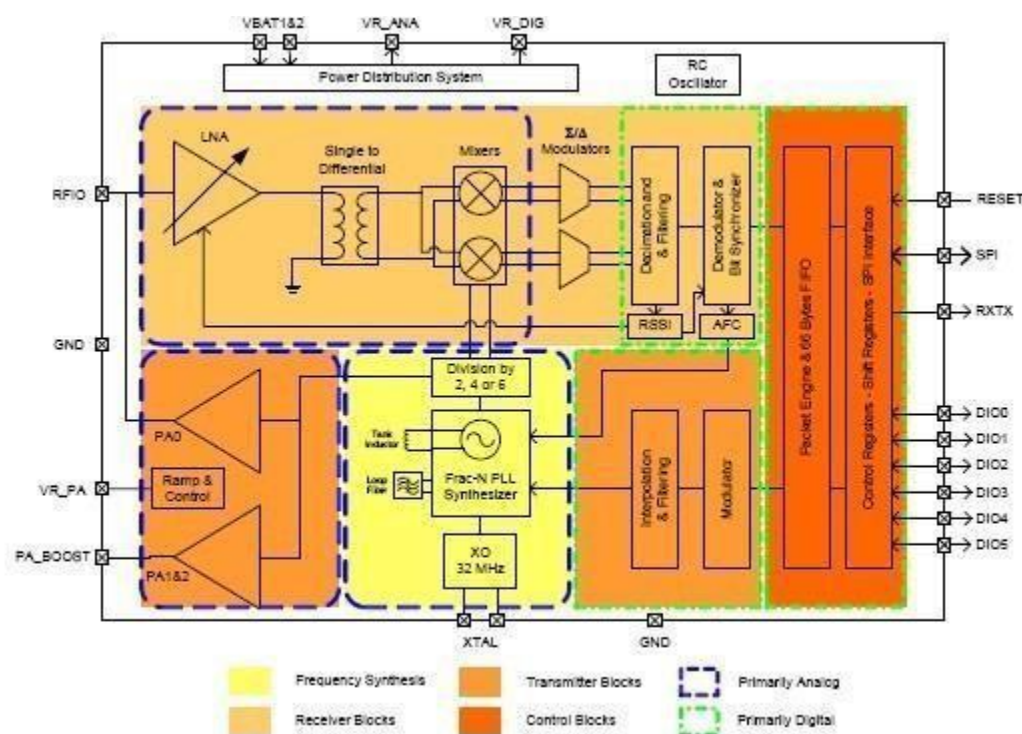 VBAT1&2
VR_ANA
VR_DIG
Power Distribution System
RC
Oscillator
LNA
Single to
Differential
Mixers
Σ/Δ
Modulators
RFIO
Decimation and
& Filtering
Demodulator &
Bit Synchronizer
Packet Engine & 66 Bytes FIFO
Control Registers - Shift Registers - SPI Interface
RESET
SPI
RXTX
RSSI
AFC
GND
Division by
2, 4 or 6
PA0
Tank
Inductor
Frac-N PLL
Synthesizer
Loop
Filter
Interpolation
& Filtering
Modulator
DIO0
DIO1
DIO2
DIO3
DIO4
DIO5
VR_PA
Ramp &
Control
PA_BOOST
PA1&2
XO
32 MHz
XTAL
GND
Frequency Synthesis
Transmitter Blocks
Primarily Analog
Receiver Blocks
Control Blocks
Primarily Digital